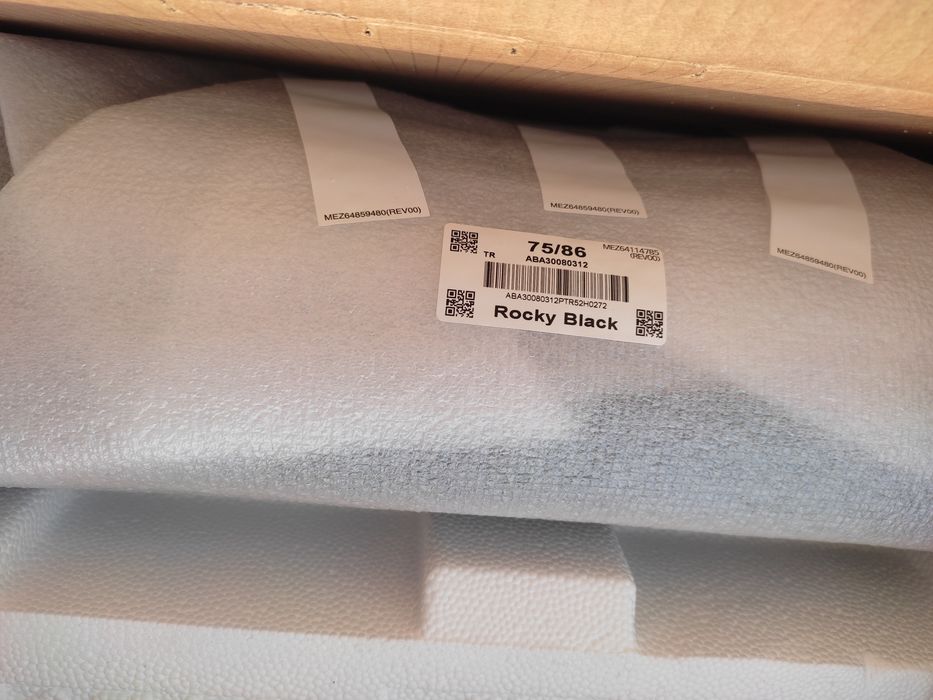 MEZ64859480(REV00)
MEZ64859480(REV00)
MEZ64859480(REV00)
75/86
MEZ64114785
(REV00)
TR
ABA30080312
ABA30080312PTR52H0272
Rocky Black